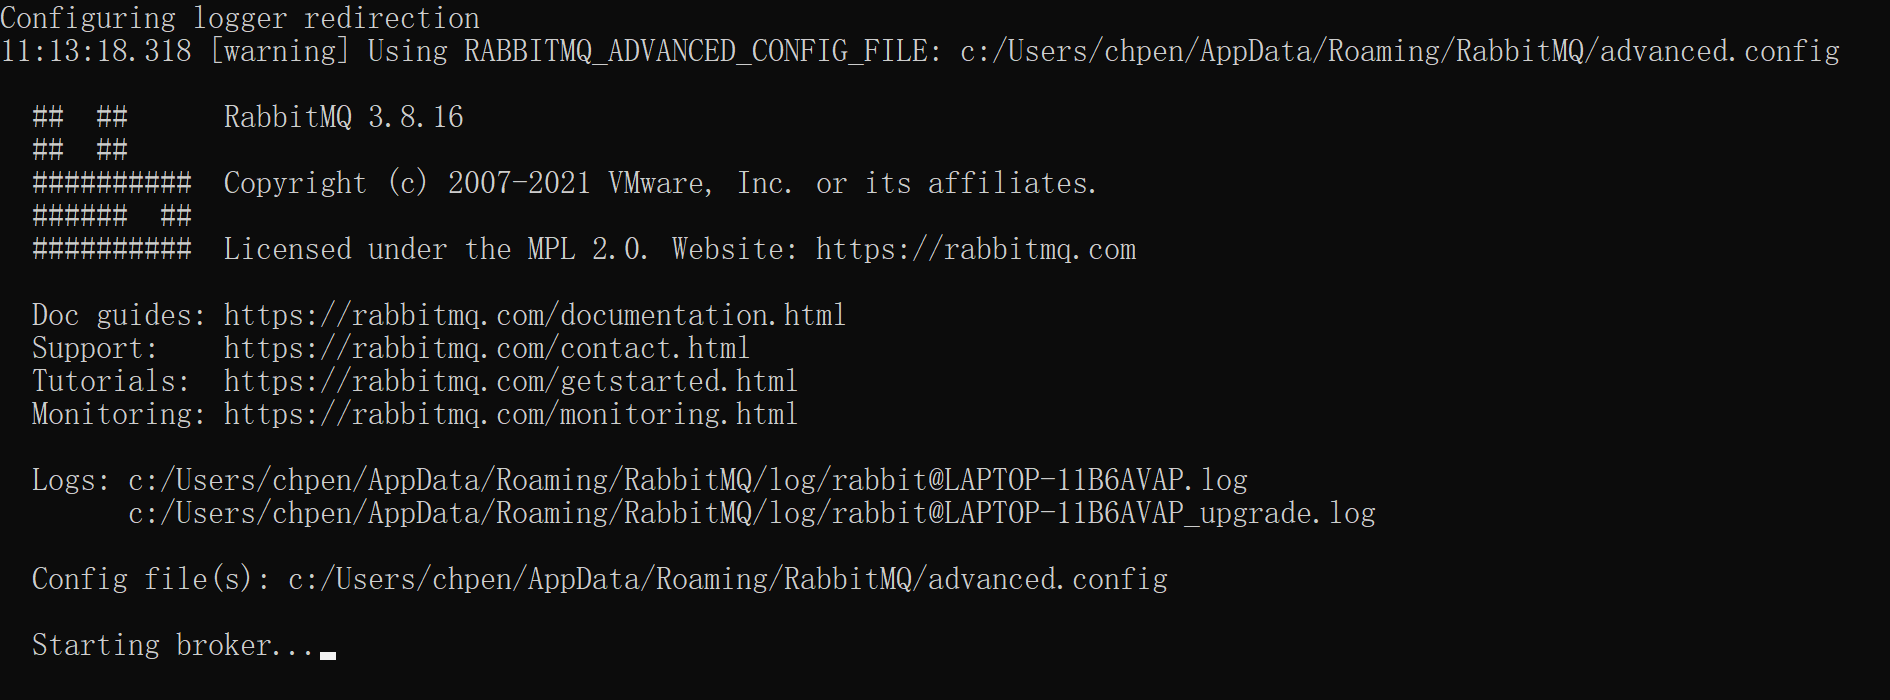 Configuring logger redirection
11:13:18.318 [warning] Using RABBITMQ_ADVANCED_CONFIG_FILE: c:/Users/chpen/AppData/Roaming/RabbitMQ/advanced.config
  ##  ##      RabbitMQ 3.8.16
  ##  ##
  ##########  Copyright (c) 2007-2021 VMware, Inc. or its affiliates.
  ######  ##
  ##########  Licensed under the MPL 2.0. Website: https://rabbitmq.com
  Doc guides: https://rabbitmq.com/documentation.html
  Support:    https://rabbitmq.com/contact.html
  Tutorials:  https://rabbitmq.com/getstarted.html
  Monitoring: https://rabbitmq.com/monitoring.html
  Logs: c:/Users/chpen/AppData/Roaming/RabbitMQ/log/rabbit@LAPTOP-11B6AVAP.log
        c:/Users/chpen/AppData/Roaming/RabbitMQ/log/rabbit@LAPTOP-11B6AVAP_upgrade.log
  Config file(s): c:/Users/chpen/AppData/Roaming/RabbitMQ/advanced.config
  Starting broker...